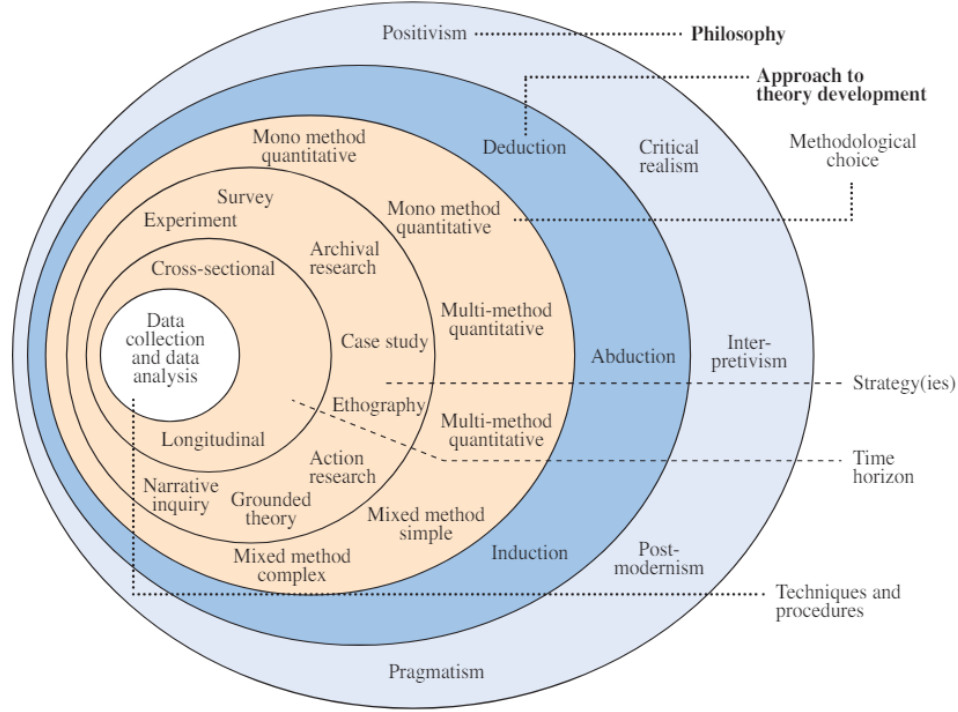 Positivism
Philosophy
Approach to
theory development
Mono method
quantitative
Deduction
Critical
realism
Methodological
choice
Survey
Experiment
Mono method
quantitative
Archival
research
Cross-sectional
Data
collection
and data
analysis
Multi-method
quantitative
Case study
Abduction
Inter-
pretivism
Strategy(ies)
Ethography
Multi-method
quantitative
Longitudinal
Action
research
Time
horizon
Narrative
inquiry
Grounded
theory
Mixed method
simple
Mixed method
complex
Induction
Post-
modernism
Techniques and
procedures
Pragmatism